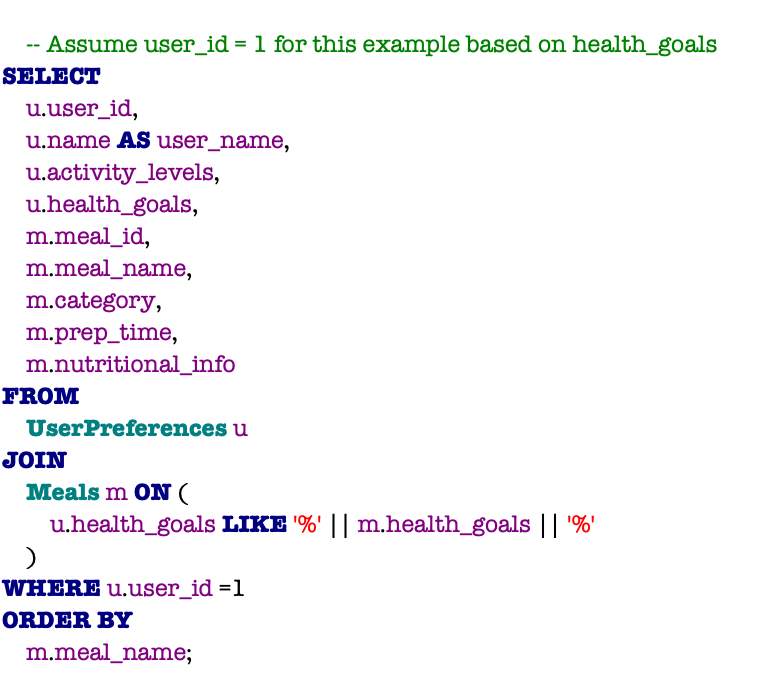 -- Assume user_id = 1 for this example based on health_goals
SELECT
u.user_id,
u.name AS user_name,
u.activity_levels,
u.health_goals,
m.meal_id,
m.meal_name,
m.category,
m.prep_time,
m.nutritional_info
FROM
UserPreferences u
JOIN
Meals m ON (
u.health_goals LIKE '%' || m.health_goals || '%'
)
WHERE u.user_id =1
ORDER BY
m.meal_name;